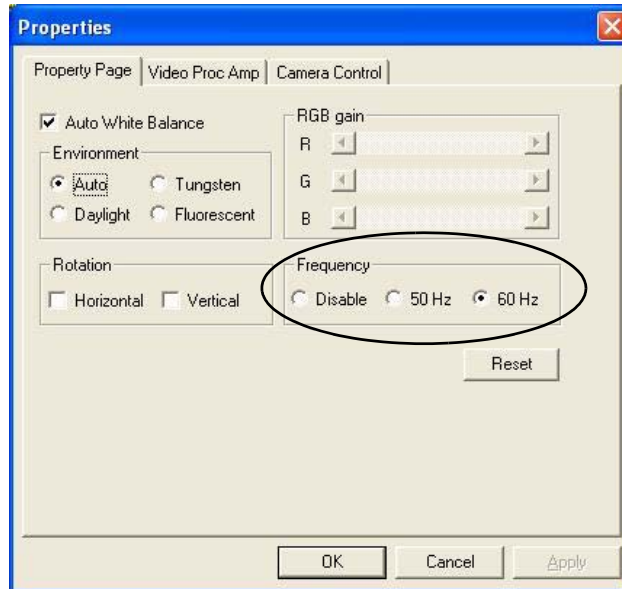 Properties
Property Page
Video Proc Amp
Camera Control
Auto White Balance
Environment
Auto
Tungsten
Daylight
Fluorescent
RGB gain
R
G
B
Rotation
Horizontal
Vertical
Frequency
Disable
50 Hz
60 Hz
Reset
OK
Cancel
Apply